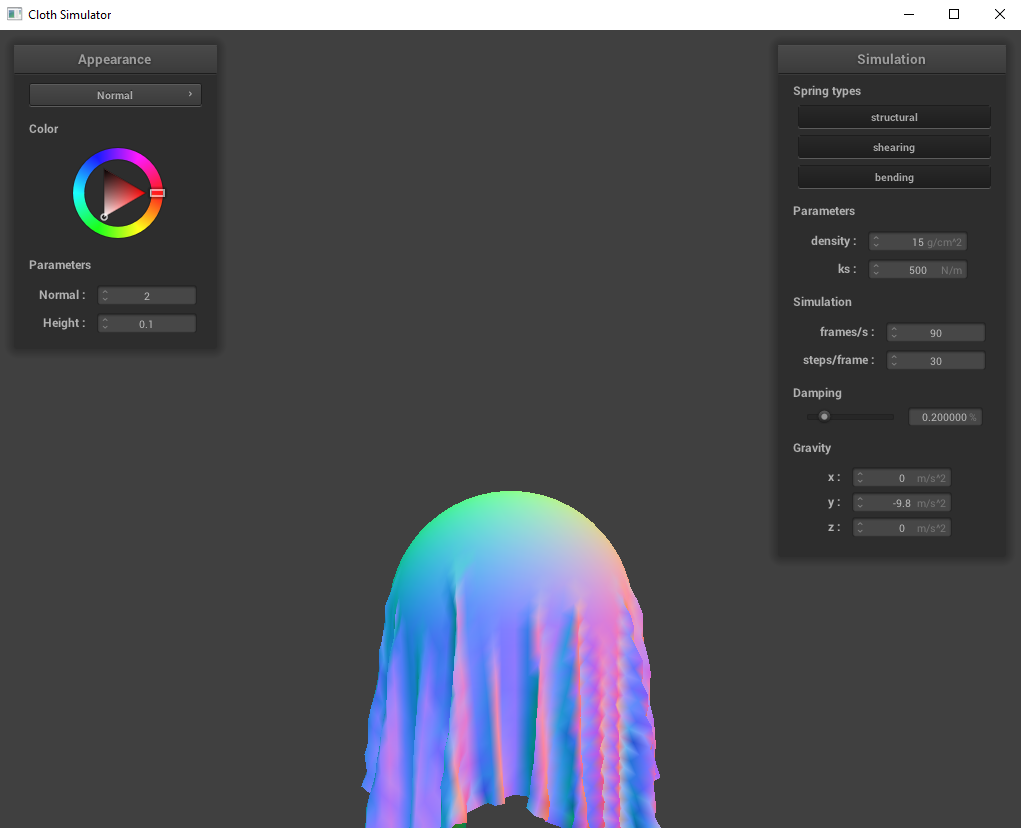 Cloth Simulator
Appearance
Normal
Color
Parameters
Normal : 2
Height : 0.1
Simulation
Spring types
structural
shearing
bending
Parameters
density : 15 g/cm^2
ks : 500 N/m
Simulation
frames/s : 90
steps/frame : 30
Damping
0.200000 %
Gravity
x : 0 m/s^2
y : -9.8 m/s^2
z : 0 m/s^2